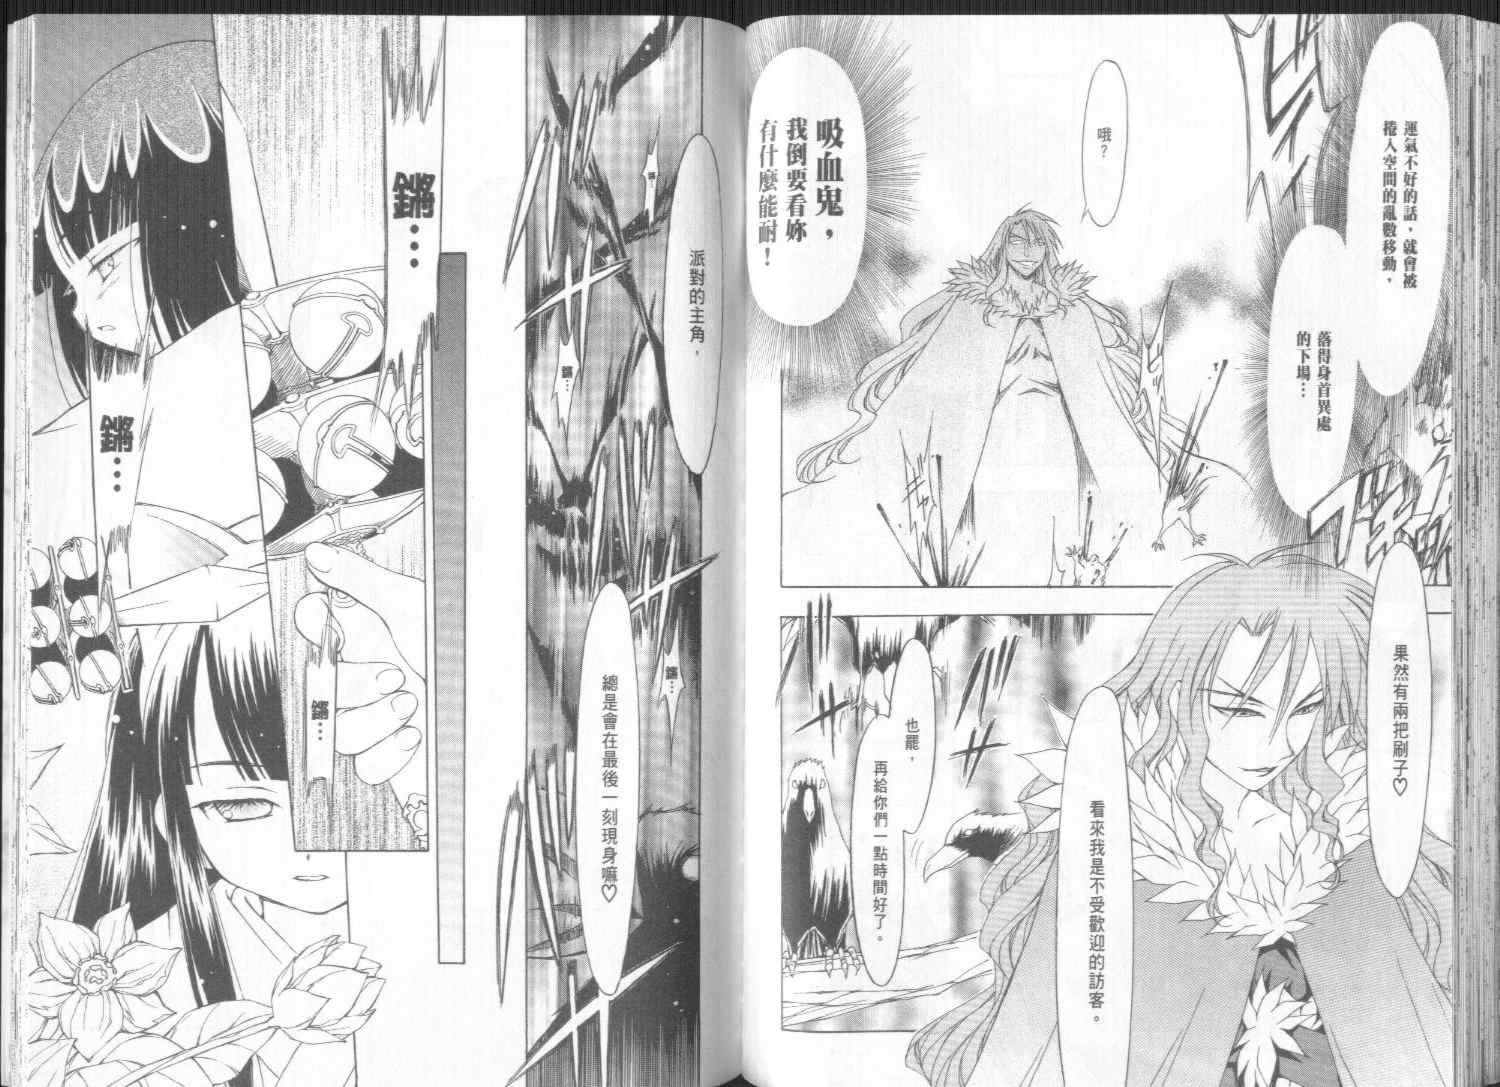 運氣不好的話，就會被
捲入空間的亂數移動，
落得身首異處
的下場…
哦？
吸血鬼，
我倒要看妳
有什麼能耐！
果然有兩把刷子♡
看來我是不受歡迎的訪客。
也罷，
再給你們一點時間好了。
派對的主角，
總是會在最後一刻現身嘛♡
鏘…
鏘…
鏘…
鏘…
鏘…
鏘…